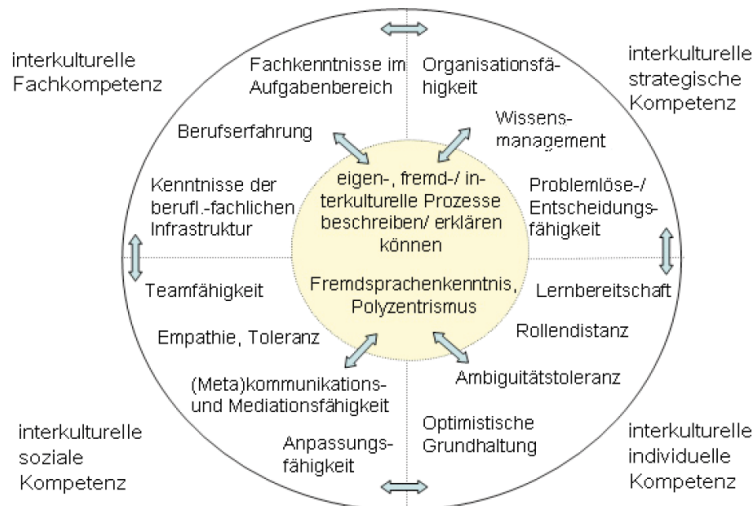 interkulturelle
Fachkompetenz
Fachkenntnisse im
Aufgabenbereich
Berufserfahrung
Kenntnisse der
berufl.-fachlichen
Infrastruktur
Organisationsfä-
higkeit
Wissens-
management
Problemlöse-/
Entscheidungs-
fähigkeit
interkulturelle
strategische
Kompetenz
eigen-, fremd-/ in-
terkulturelle Prozesse
beschreiben/ erklären
können
Fremdsprachenkenntnis,
Polyzentrismus
Teamfähigkeit
Empathie, Toleranz
(Meta)kommunikations-
und Mediationsfähigkeit
Anpassungs-
fähigkeit
interkulturelle
soziale
Kompetenz
Lernbereitschaft
Rollendistanz
Ambiguitätstoleranz
Optimistische
Grundhaltung
interkulturelle
individuelle
Kompetenz